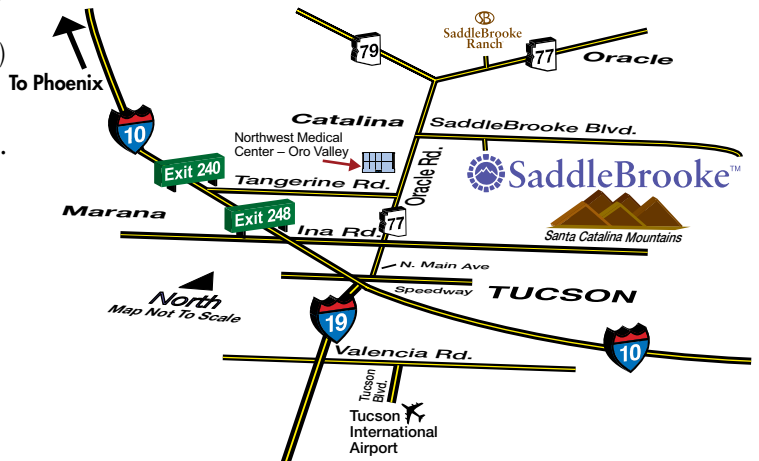 )
.
To Phoenix
79
SB
SaddleBrooke
Ranch
77
Oracle
10
Catalina
SaddleBrooke Blvd.
Northwest Medical
Center – Oro Valley
Exit 240
Tangerine Rd.
Oracle Rd.
SaddleBrooke™
Marana
Exit 248
Ina Rd.
77
Santa Catalina Mountains
N. Main Ave
Speedway
TUCSON
North
Map Not To Scale
19
10
Valencia Rd.
Tucson
Blvd.
Tucson
International
Airport